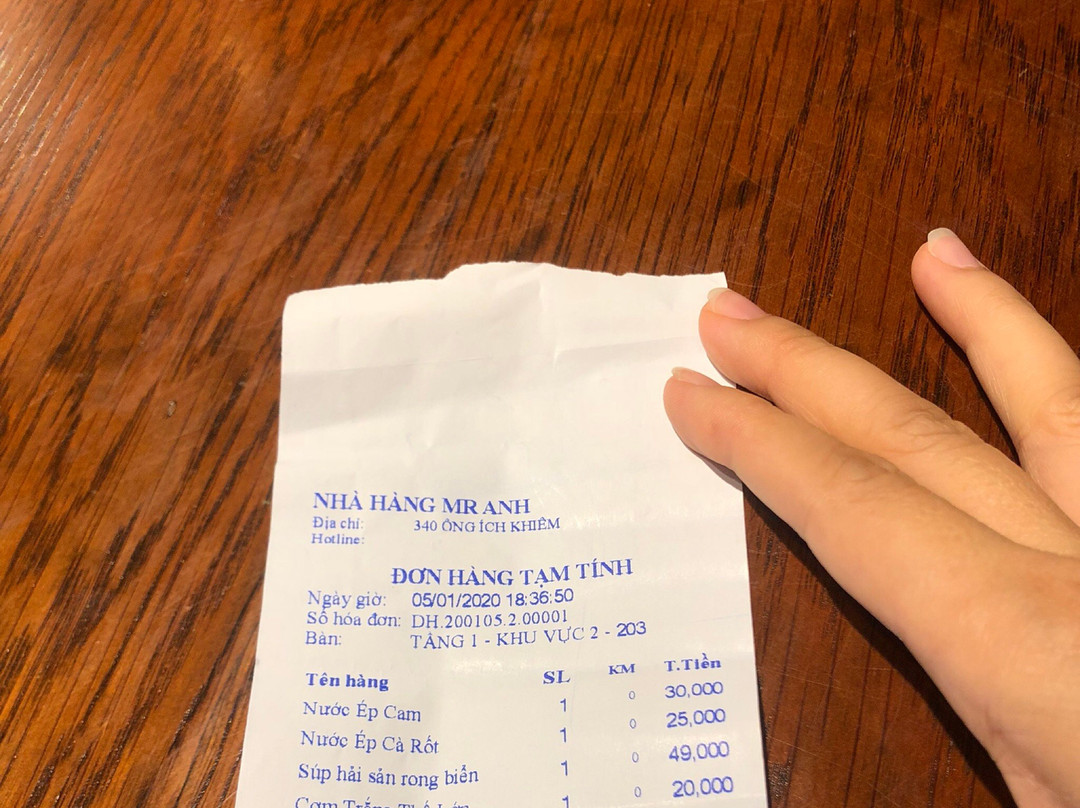 NHÀ HÀNG MR ANH
Địa chỉ: 340 ÔNG ÍCH KHIÊM
Hotline:
ĐƠN HÀNG TẠM TÍNH
Ngày giờ: 05/01/2020 18:36:50
Số hóa đơn: DH.200105.2.00001
Bàn: TẦNG 1 - KHU VỰC 2 - 203
Tên hàng SL KM T.Tiền
Nước Ép Cam 1 0 30,000
Nước Ép Cà Rốt 1 0 25,000
Súp hải sản rong biển 1 0 49,000
Cơm Trắng 1 0 20,000